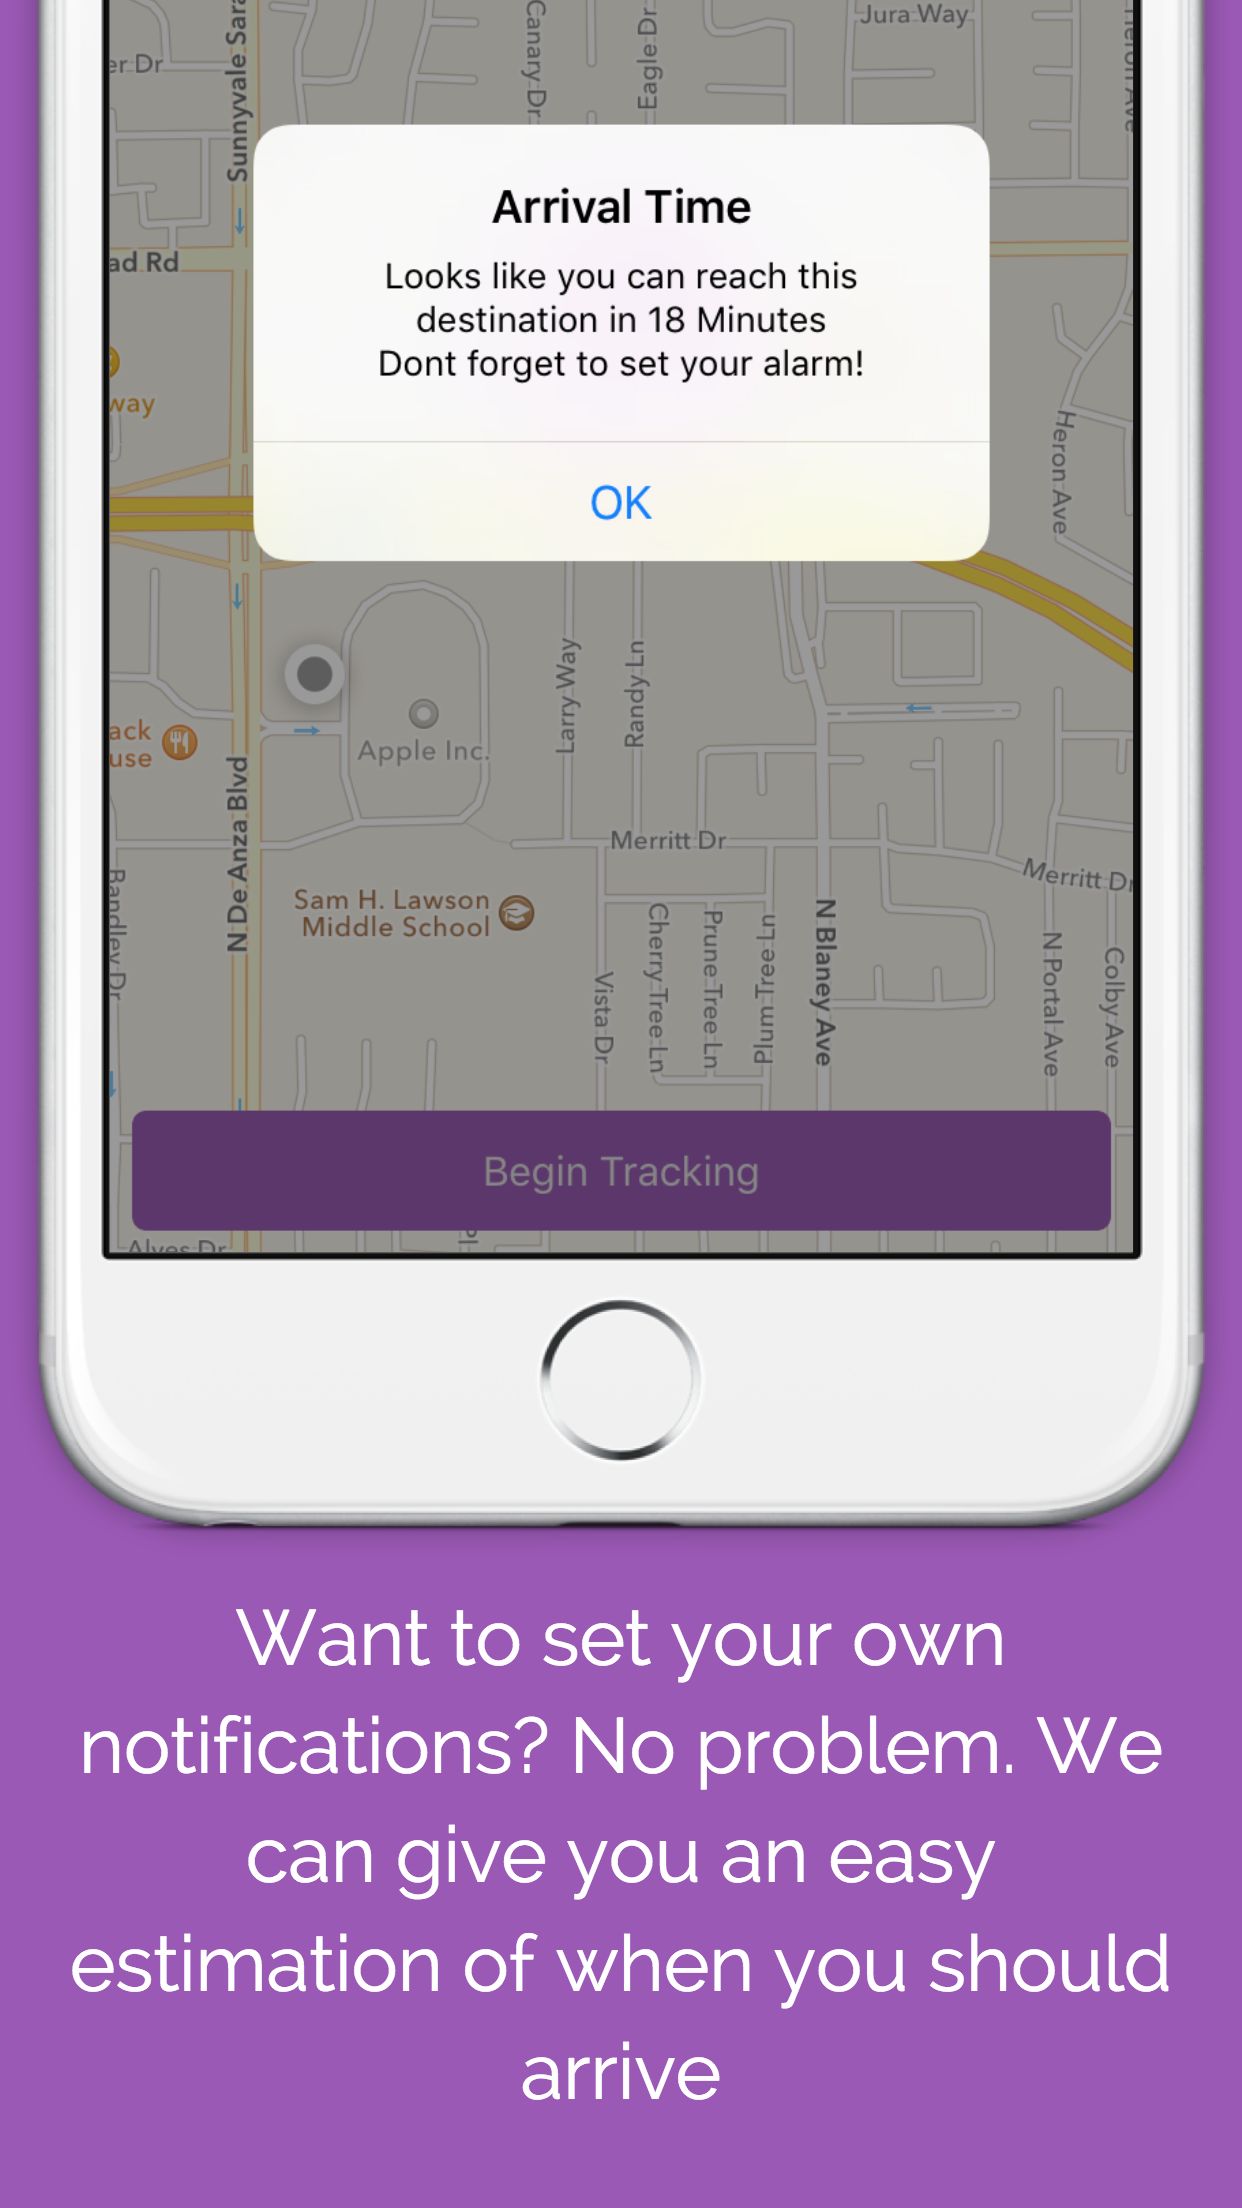 Jura Way
Canary Dr
Eagle Dr
er Dr
Sunnyvale Sara
Heron Ave
ad Rd
Arrival Time
Looks like you can reach this
destination in 18 Minutes
Dont forget to set your alarm!
way
OK
Heron Ave
Larry Way
Randy Ln
ack
use
Apple Inc.
N De Anza Blvd
Merritt Dr
Merritt Dr
Bandley Dr
Sam H. Lawson
Middle School
Vista Dr
Cherry Tree Ln
Prune Tree Ln
Plum Tree Ln
N Blaney Ave
N Portal Ave
Colby Ave
Begin Tracking
Alves Dr
Pl
Want to set your own
notifications? No problem. We
can give you an easy
estimation of when you should
arrive